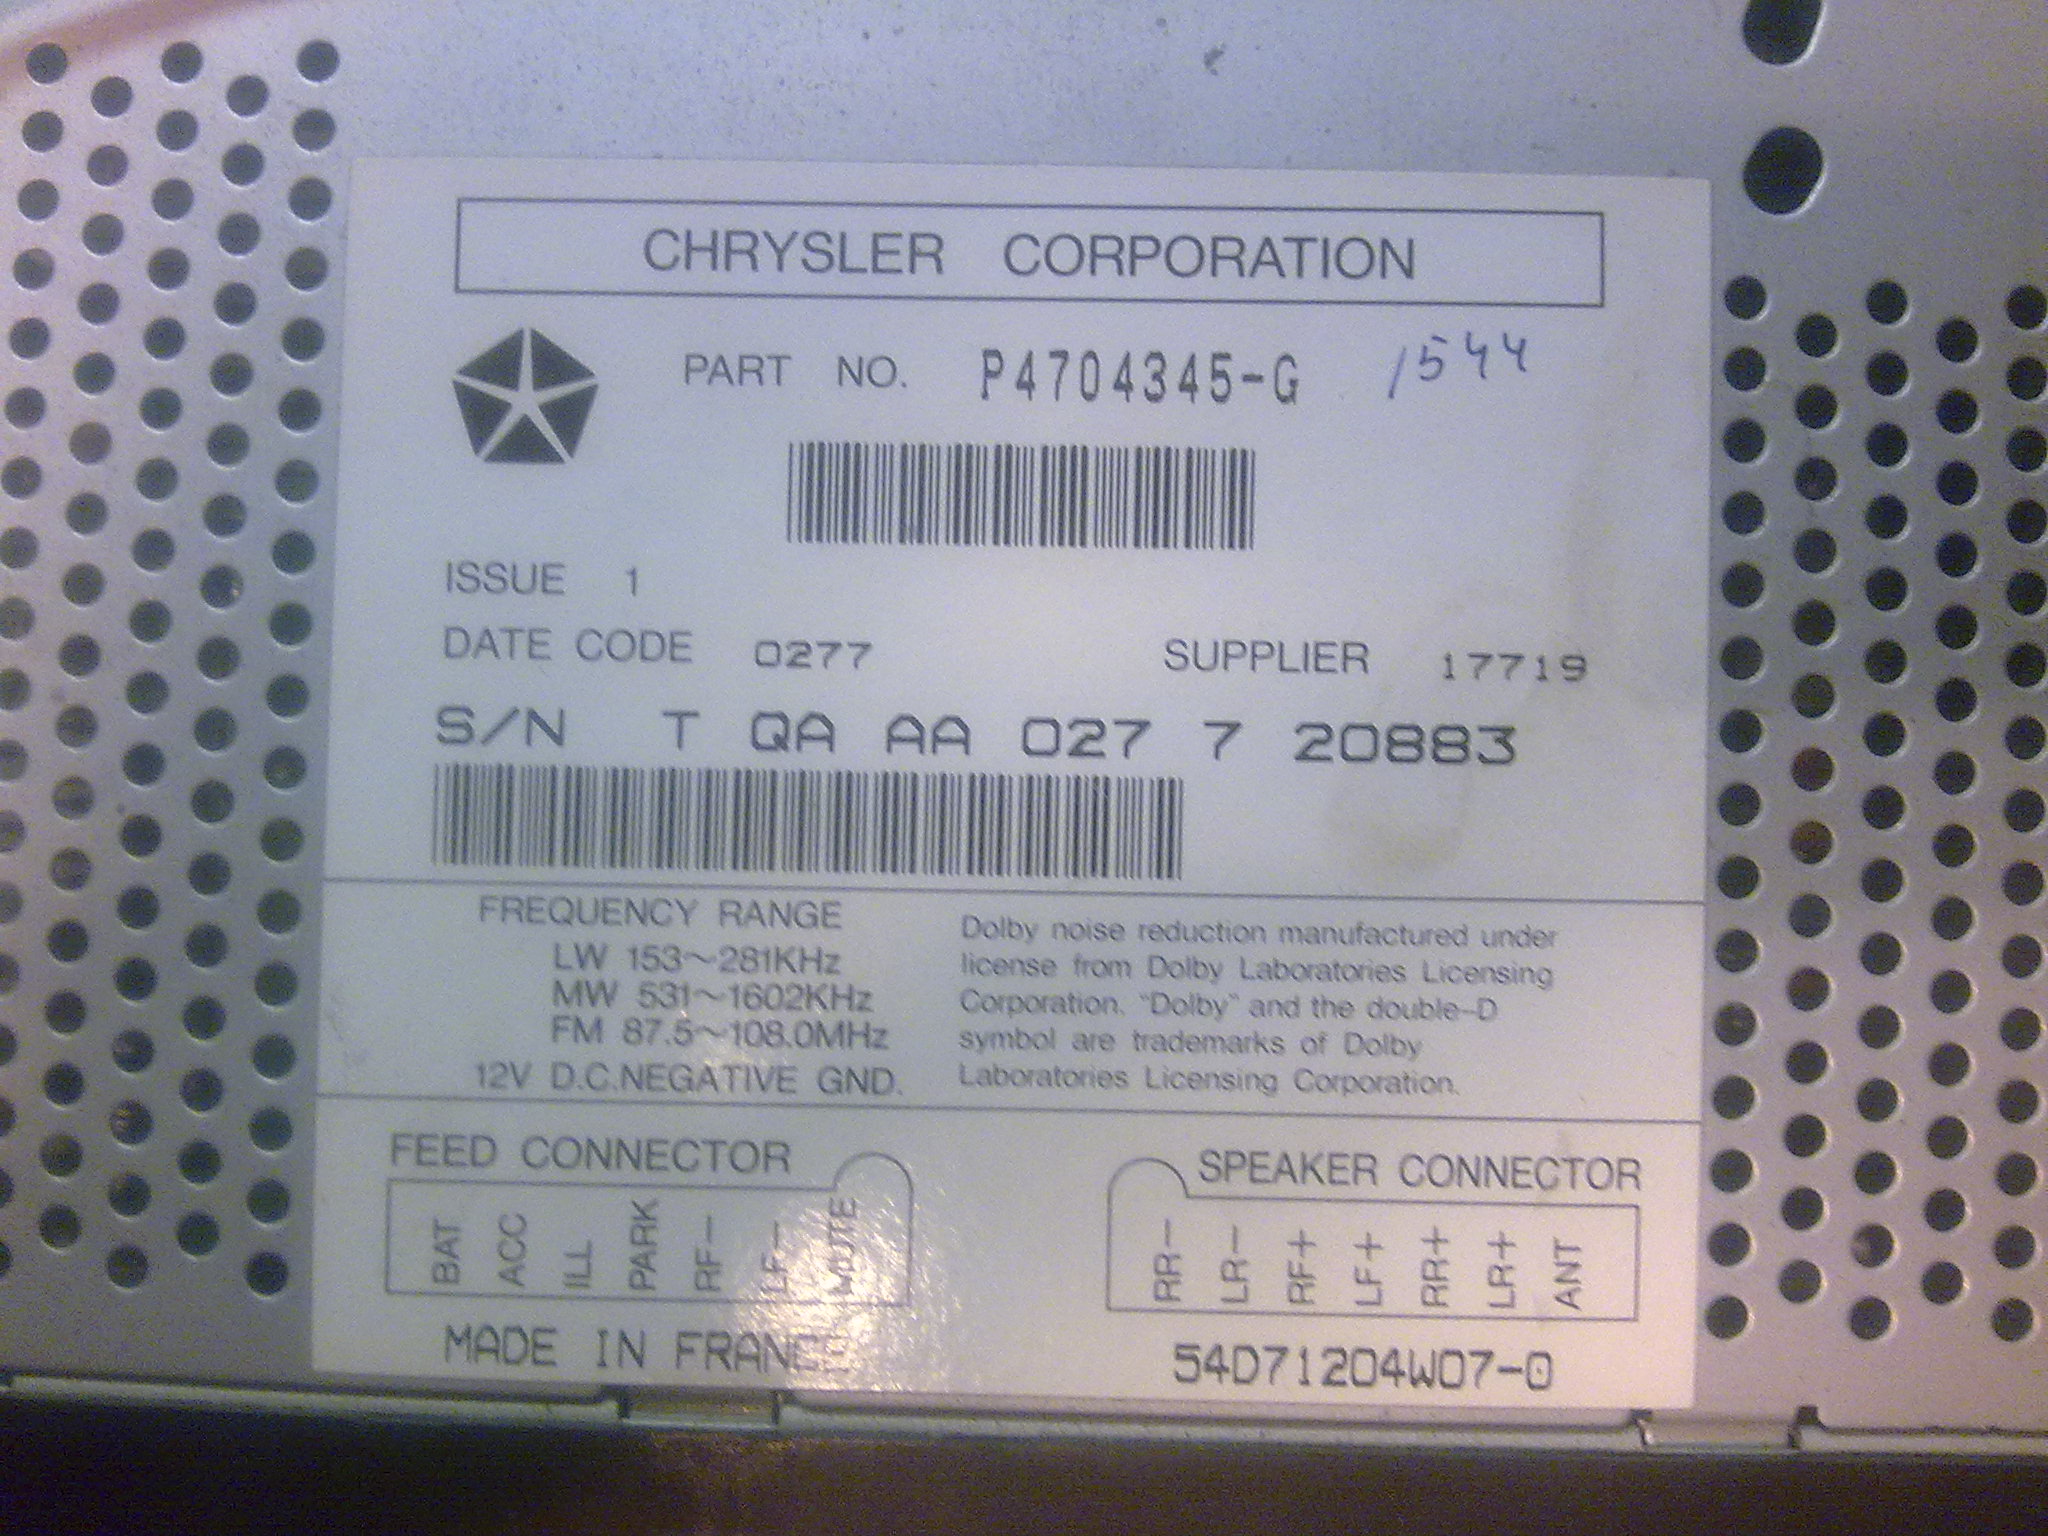 CHRYSLER CORPORATION
PART NO. P4704345-G 1544
ISSUE 1
DATE CODE 0277 SUPPLIER 17719
S/N T QA AA 027 7 20883
FREQUENCY RANGE
LW 153~281KHz
MW 531~1602KHz
FM 87.5~108.0MHz
12V D.C.NEGATIVE GND.
Dolby noise reduction manufactured under
license from Dolby Laboratories Licensing
Corporation. "Dolby" and the double-D
symbol are trademarks of Dolby
Laboratories Licensing Corporation.
FEED CONNECTOR
BAT ACC ILL PARK RF- LF- MUTE
SPEAKER CONNECTOR
RR- LR- RF+ LF+ RR+ LR+ ANT
MADE IN FRANCE
54D71204W07-0